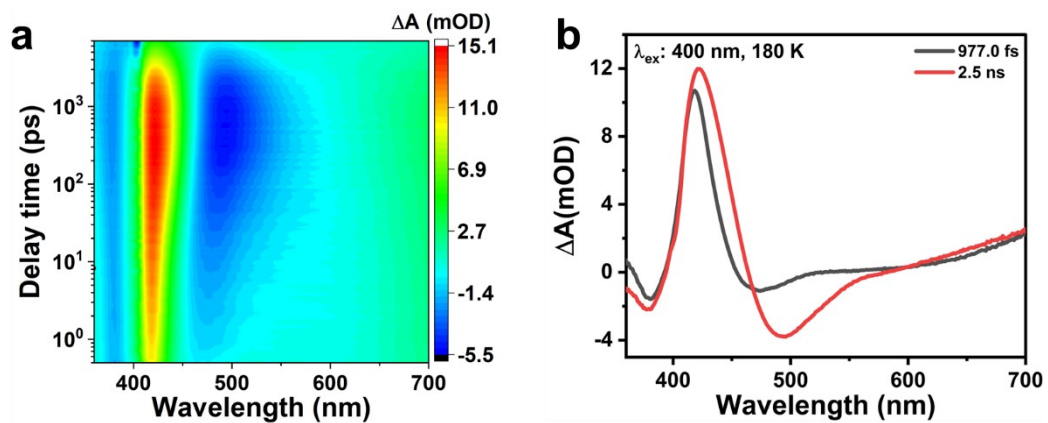 a
ΔA (mOD)
15.1
11.0
6.9
2.7
-1.4
-5.5
Delay time (ps)
10³
10²
10¹
10⁰
400
500
600
700
Wavelength (nm)
b
λex: 400 nm, 180 K
977.0 fs
2.5 ns
ΔA(mOD)
12
8
4
0
-4
400
500
600
700
Wavelength (nm)